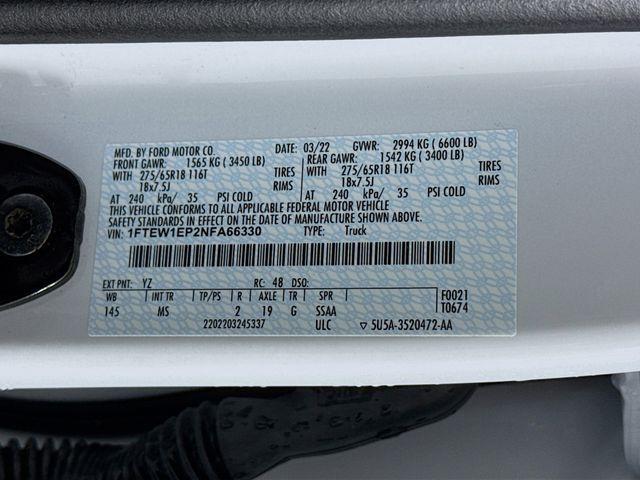 MFD. BY FORD MOTOR CO. DATE: 03/22 GVWR: 2994 KG ( 6600 LB)
FRONT GAWR: 1565 KG ( 3450 LB) REAR GAWR: 1542 KG ( 3400 LB)
WITH 275/65R18 116T TIRES WITH 275/65R18 116T TIRES
18x7.5J RIMS 18x7.5J RIMS
AT 240 kPa/ 35 PSI COLD AT 240 kPa/ 35 PSI COLD
THIS VEHICLE CONFORMS TO ALL APPLICABLE FEDERAL MOTOR VEHICLE
SAFETY STANDARDS IN EFFECT ON THE DATE OF MANUFACTURE SHOWN ABOVE.
1FTEW1EP2NFA66330 TYPE: Truck
EXT PNT: YZ RC: 48 DSO:
WB INT TR TP/PS R AXLE TR SPR F0021
145 MS 2 19 G SSAA T0674
2202203245337 ULC ▽ 5U5A-3520472-AA